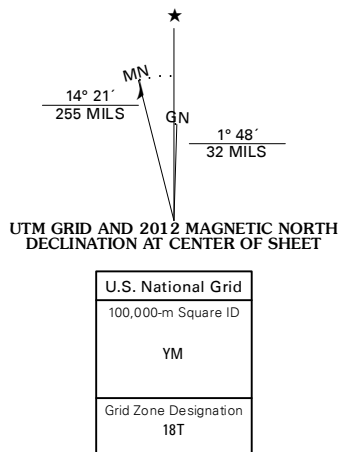 MN
14° 21´
255 MILS
GN
1° 48´
32 MILS
UTM GRID AND 2012 MAGNETIC NORTH
DECLINATION AT CENTER OF SHEET
U.S. National Grid
100,000-m Square ID
YM
Grid Zone Designation
18T